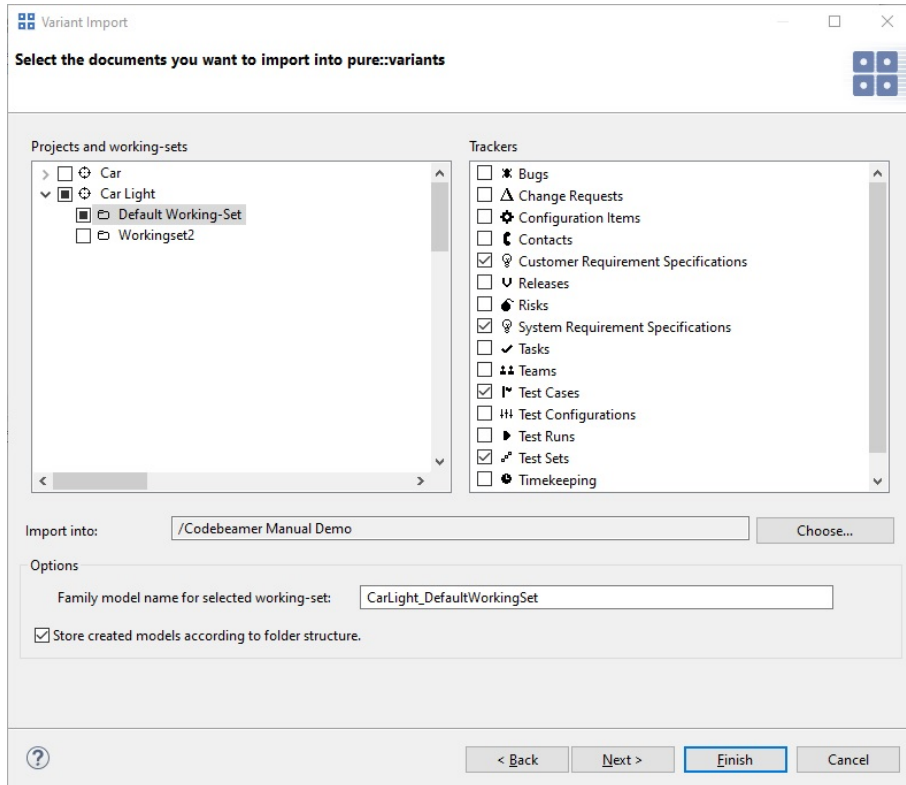 Variant Import
Select the documents you want to import into pure::variants
Projects and working-sets
Car
Car Light
Default Working-Set
Workingset2
Trackers
Bugs
Change Requests
Configuration Items
Contacts
Customer Requirement Specifications
Releases
Risks
System Requirement Specifications
Tasks
Teams
Test Cases
Test Configurations
Test Runs
Test Sets
Timekeeping
Import into: /Codebeamer Manual Demo Choose...
Options
Family model name for selected working-set: CarLight_DefaultWorkingSet
Store created models according to folder structure.
? < Back Next > Finish Cancel